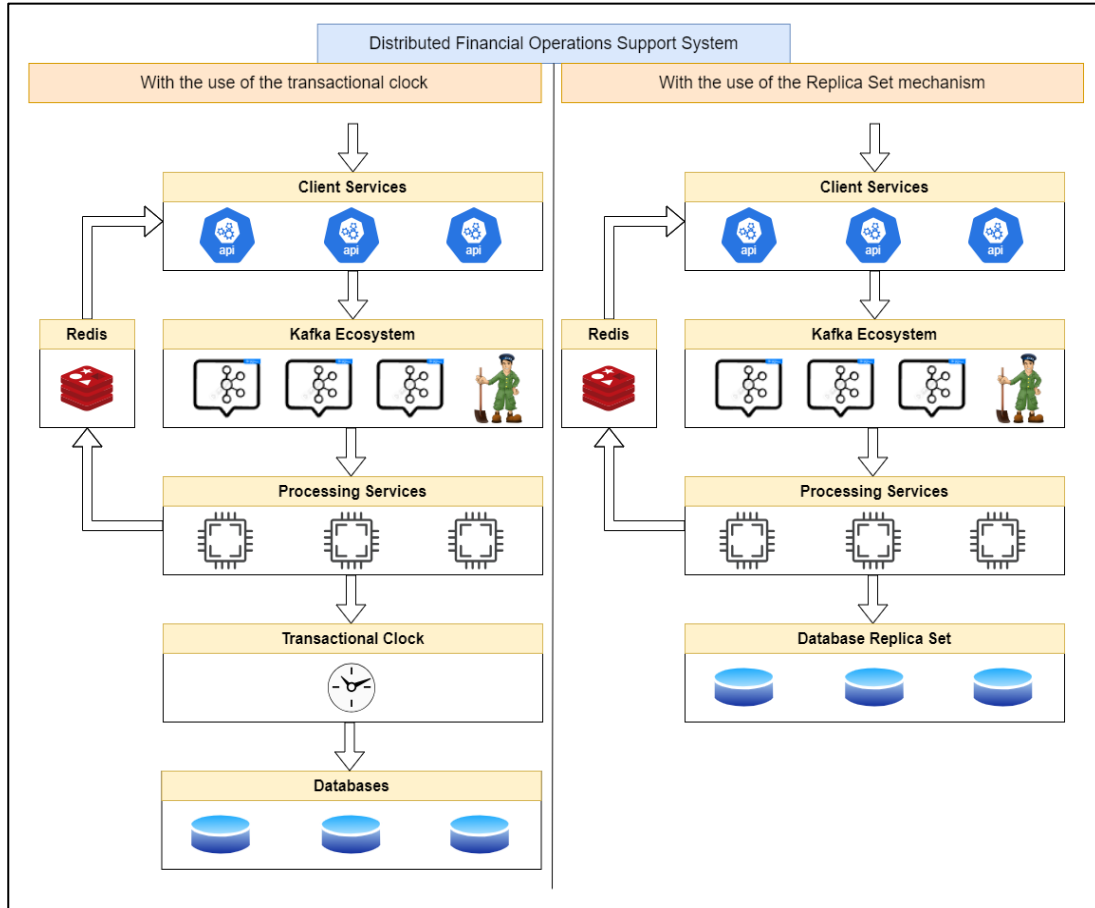 Distributed Financial Operations Support System
With the use of the transactional clock
Client Services
api api api
Redis
Kafka Ecosystem
Processing Services
Transactional Clock
Databases
With the use of the Replica Set mechanism
Client Services
api api api
Redis
Kafka Ecosystem
Processing Services
Database Replica Set